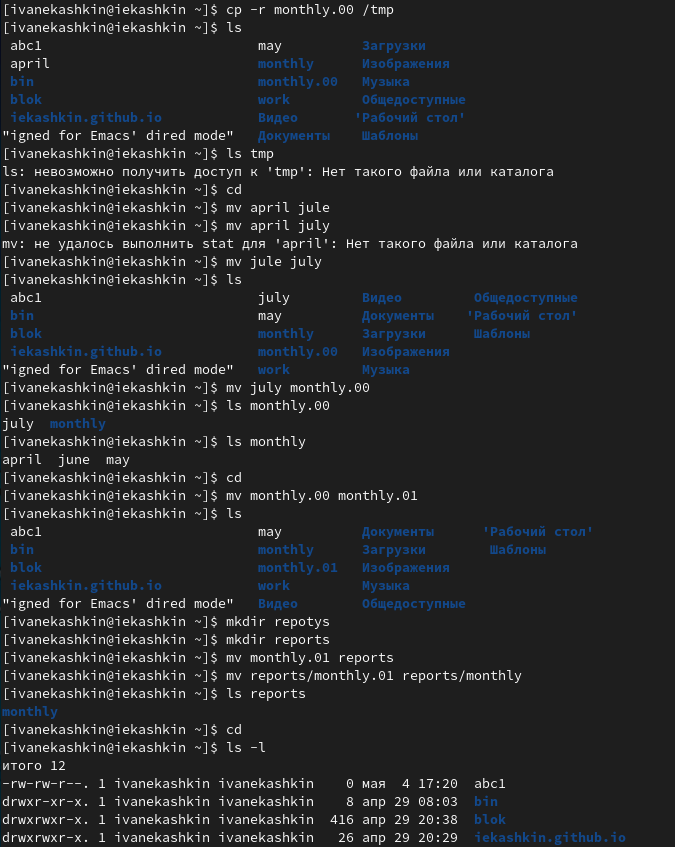 [ivanekashkin@iekashkin ~]$ cp -r monthly.00 /tmp
[ivanekashkin@iekashkin ~]$ ls
abc1 may Загрузки
april monthly Изображения
bin monthly.00 Музыка
blok work Общедоступные
iekashkin.github.io Видео 'Рабочий стол'
"igned for Emacs' dired mode" Документы Шаблоны
[ivanekashkin@iekashkin ~]$ ls tmp
ls: невозможно получить доступ к 'tmp': Нет такого файла или каталога
[ivanekashkin@iekashkin ~]$ cd
[ivanekashkin@iekashkin ~]$ mv april jule
[ivanekashkin@iekashkin ~]$ mv april july
mv: не удалось выполнить stat для 'april': Нет такого файла или каталога
[ivanekashkin@iekashkin ~]$ mv jule july
[ivanekashkin@iekashkin ~]$ ls
abc1 july Видео Общедоступные
bin may Документы 'Рабочий стол'
blok monthly Загрузки Шаблоны
iekashkin.github.io monthly.00 Изображения
"igned for Emacs' dired mode" work Музыка
[ivanekashkin@iekashkin ~]$ mv july monthly.00
[ivanekashkin@iekashkin ~]$ ls monthly.00
july monthly
[ivanekashkin@iekashkin ~]$ ls monthly
april june may
[ivanekashkin@iekashkin ~]$ cd
[ivanekashkin@iekashkin ~]$ mv monthly.00 monthly.01
[ivanekashkin@iekashkin ~]$ ls
abc1 may Документы 'Рабочий стол'
bin monthly Загрузки Шаблоны
blok monthly.01 Изображения
iekashkin.github.io work Музыка
"igned for Emacs' dired mode" Видео Общедоступные
[ivanekashkin@iekashkin ~]$ mkdir repotys
[ivanekashkin@iekashkin ~]$ mkdir reports
[ivanekashkin@iekashkin ~]$ mv monthly.01 reports
[ivanekashkin@iekashkin ~]$ mv reports/monthly.01 reports/monthly
[ivanekashkin@iekashkin ~]$ ls reports
monthly
[ivanekashkin@iekashkin ~]$ cd
[ivanekashkin@iekashkin ~]$ ls -l
итого 12
-rw-rw-r--. 1 ivanekashkin ivanekashkin 0 мая 4 17:20 abc1
drwxr-xr-x. 1 ivanekashkin ivanekashkin 8 апр 29 08:03 bin
drwxrwxr-x. 1 ivanekashkin ivanekashkin 416 апр 29 20:38 blok
drwxrwxr-x. 1 ivanekashkin ivanekashkin 26 апр 29 20:29 iekashkin.github.io